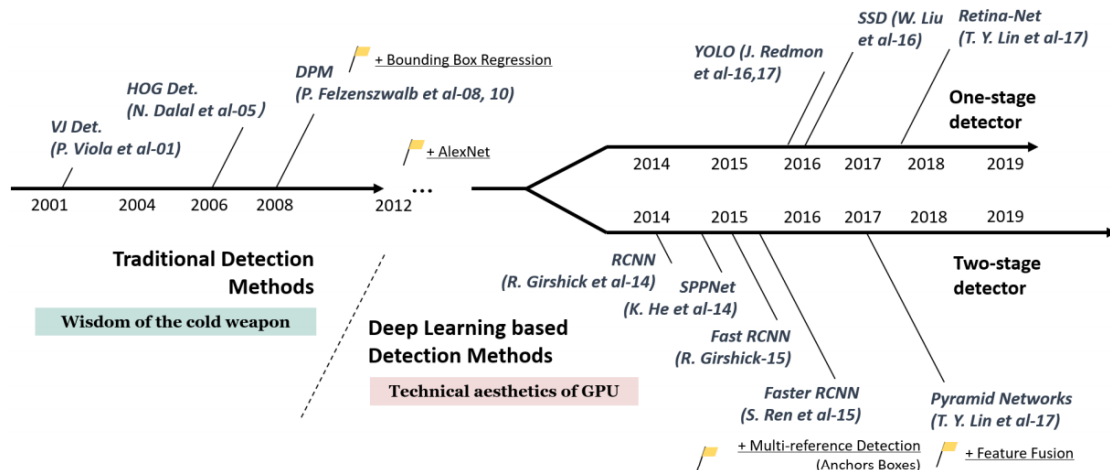 SSD (W. Liu
et al-16)
Retina-Net
(T. Y. Lin et al-17)
YOLO (J. Redmon
et al-16,17)
+ Bounding Box Regression
DPM
(P. Felzenszwalb et al-08, 10)
HOG Det.
(N. Dalal et al-05)
VJ Det.
(P. Viola et al-01)
One-stage
detector
+ AlexNet
...
2014 2015 2016 2017 2018 2019
2001 2004 2006 2008 2012
2014 2015 2016 2017 2018 2019
Traditional Detection
Methods
Wisdom of the cold weapon
RCNN
(R. Girshick et al-14)
SPPNet
(K. He et al-14)
Two-stage
detector
Deep Learning based
Detection Methods
Technical aesthetics of GPU
Fast RCNN
(R. Girshick-15)
Faster RCNN
(S. Ren et al-15)
Pyramid Networks
(T. Y. Lin et al-17)
+ Multi-reference Detection
(Anchors Boxes)
+ Feature Fusion